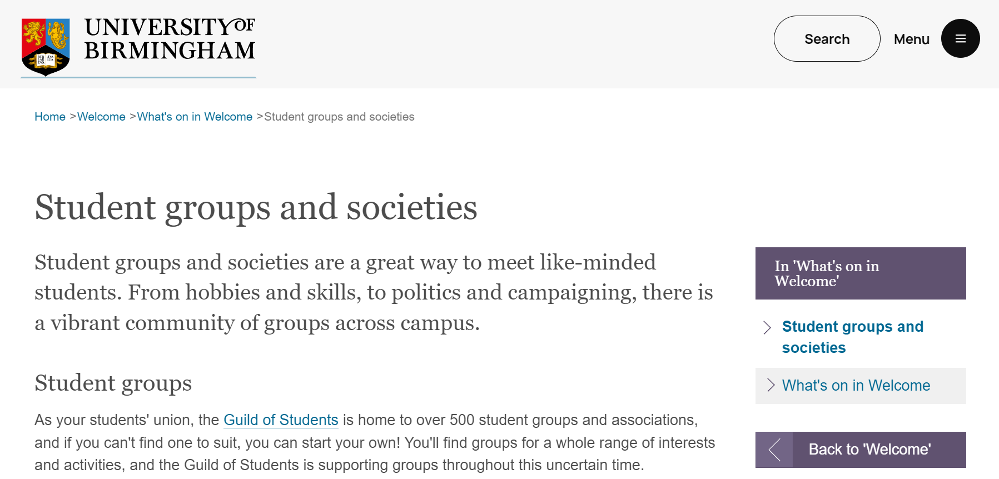 UNIVERSITY OF
BIRMINGHAM
Search
Menu
Home >Welcome >What's on in Welcome >Student groups and societies
Student groups and societies
Student groups and societies are a great way to meet like-minded
students. From hobbies and skills, to politics and campaigning, there is
a vibrant community of groups across campus.
Student groups
As your students' union, the Guild of Students is home to over 500 student groups and associations,
and if you can't find one to suit, you can start your own! You'll find groups for a whole range of interests
and activities, and the Guild of Students is supporting groups throughout this uncertain time.
In 'What's on in
Welcome'
Student groups and
societies
What's on in Welcome
Back to 'Welcome'